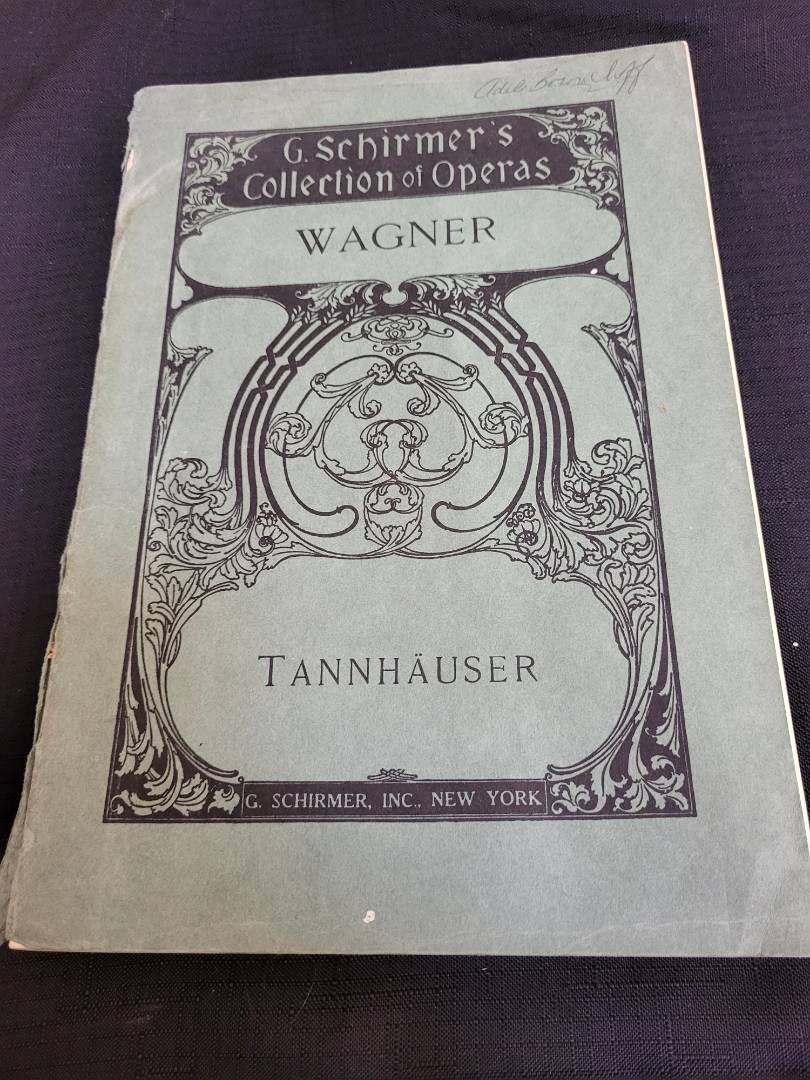 G. Schirmer's
Collection of Operas
WAGNER
TANNHÄUSER
G. SCHIRMER, INC., NEW YORK